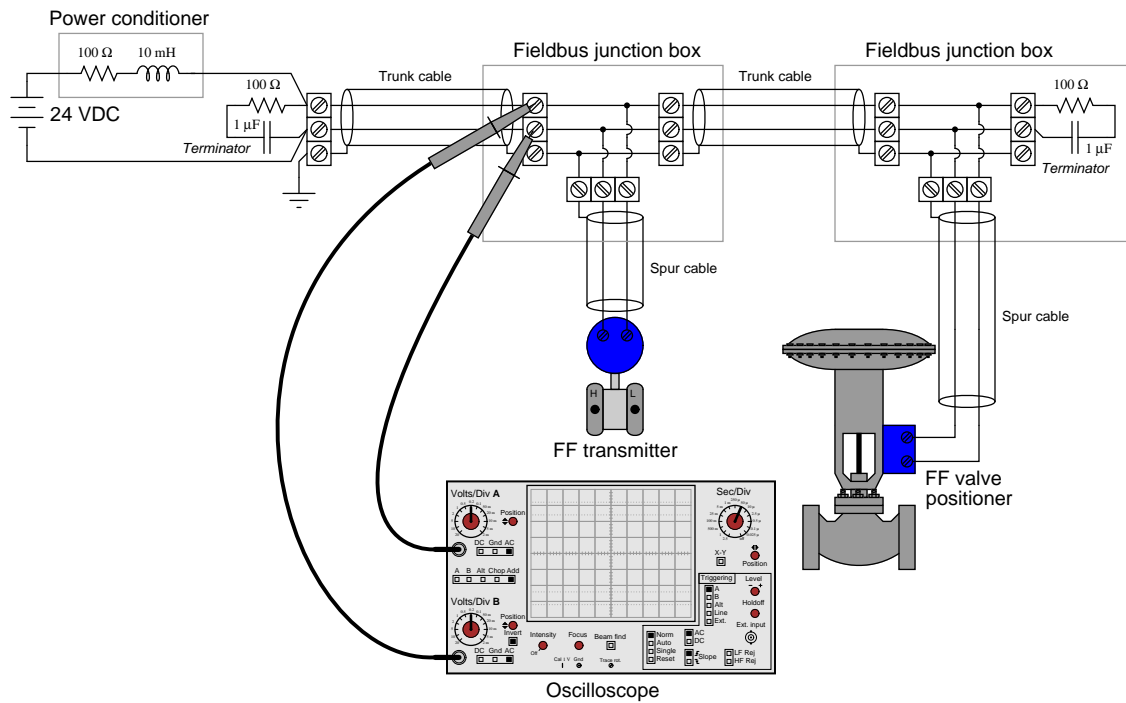 Power conditioner
100 Ω
10 mH
24 VDC
100 Ω
1 μF
Terminator
Trunk cable
Fieldbus junction box
Trunk cable
Fieldbus junction box
100 Ω
1 μF
Terminator
Spur cable
Spur cable
H
L
FF transmitter
FF valve
positioner
Volts/Div A
Position
DC Gnd AC
A B Alt Chop Add
Volts/Div B
Position
Invert
DC Gnd AC
Intensity
Off
Focus
Beam find
Cal 1 V Gnd
Trace rot.
Sec/Div
X-Y
Position
Triggering
A
B
Alt
Line
Ext.
Level
- +
Holdoff
Ext. input
Norm
Auto
Single
Reset
AC
DC
Slope
LF Rej
HF Rej
Oscilloscope